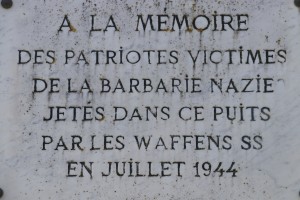 A LA MEMOIRE
DES PATRIOTES VICTIMES
DE LA BARBARIE NAZIE
JETÉS DANS CE PUITS
PAR LES WAFFENS SS
EN JUILLET 1944